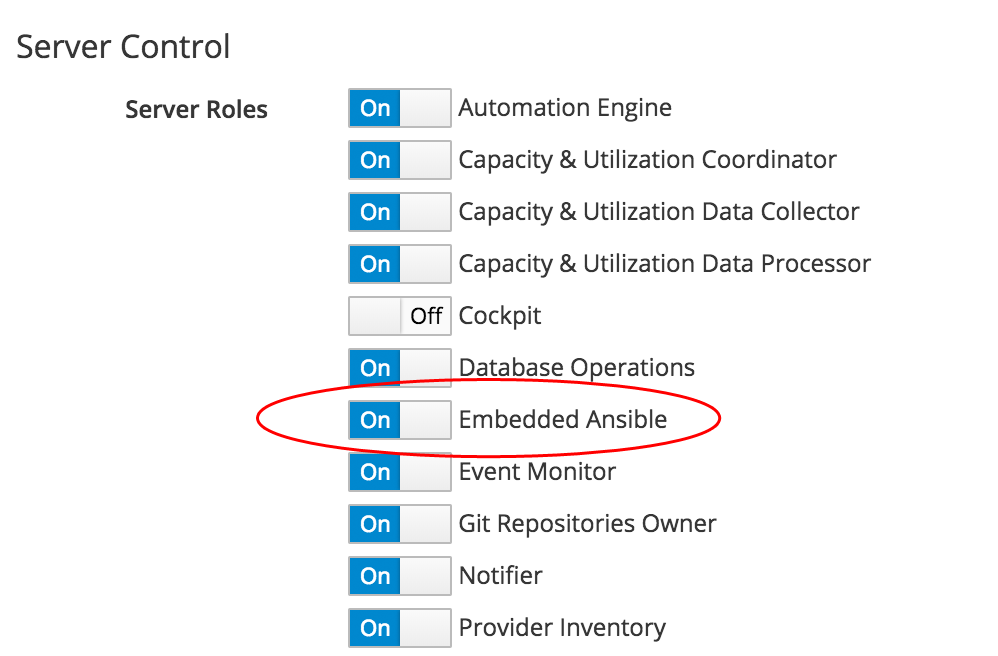 Server Control
Server Roles On Automation Engine
On Capacity & Utilization Coordinator
On Capacity & Utilization Data Collector
On Capacity & Utilization Data Processor
Off Cockpit
On Database Operations
On Embedded Ansible
On Event Monitor
On Git Repositories Owner
On Notifier
On Provider Inventory